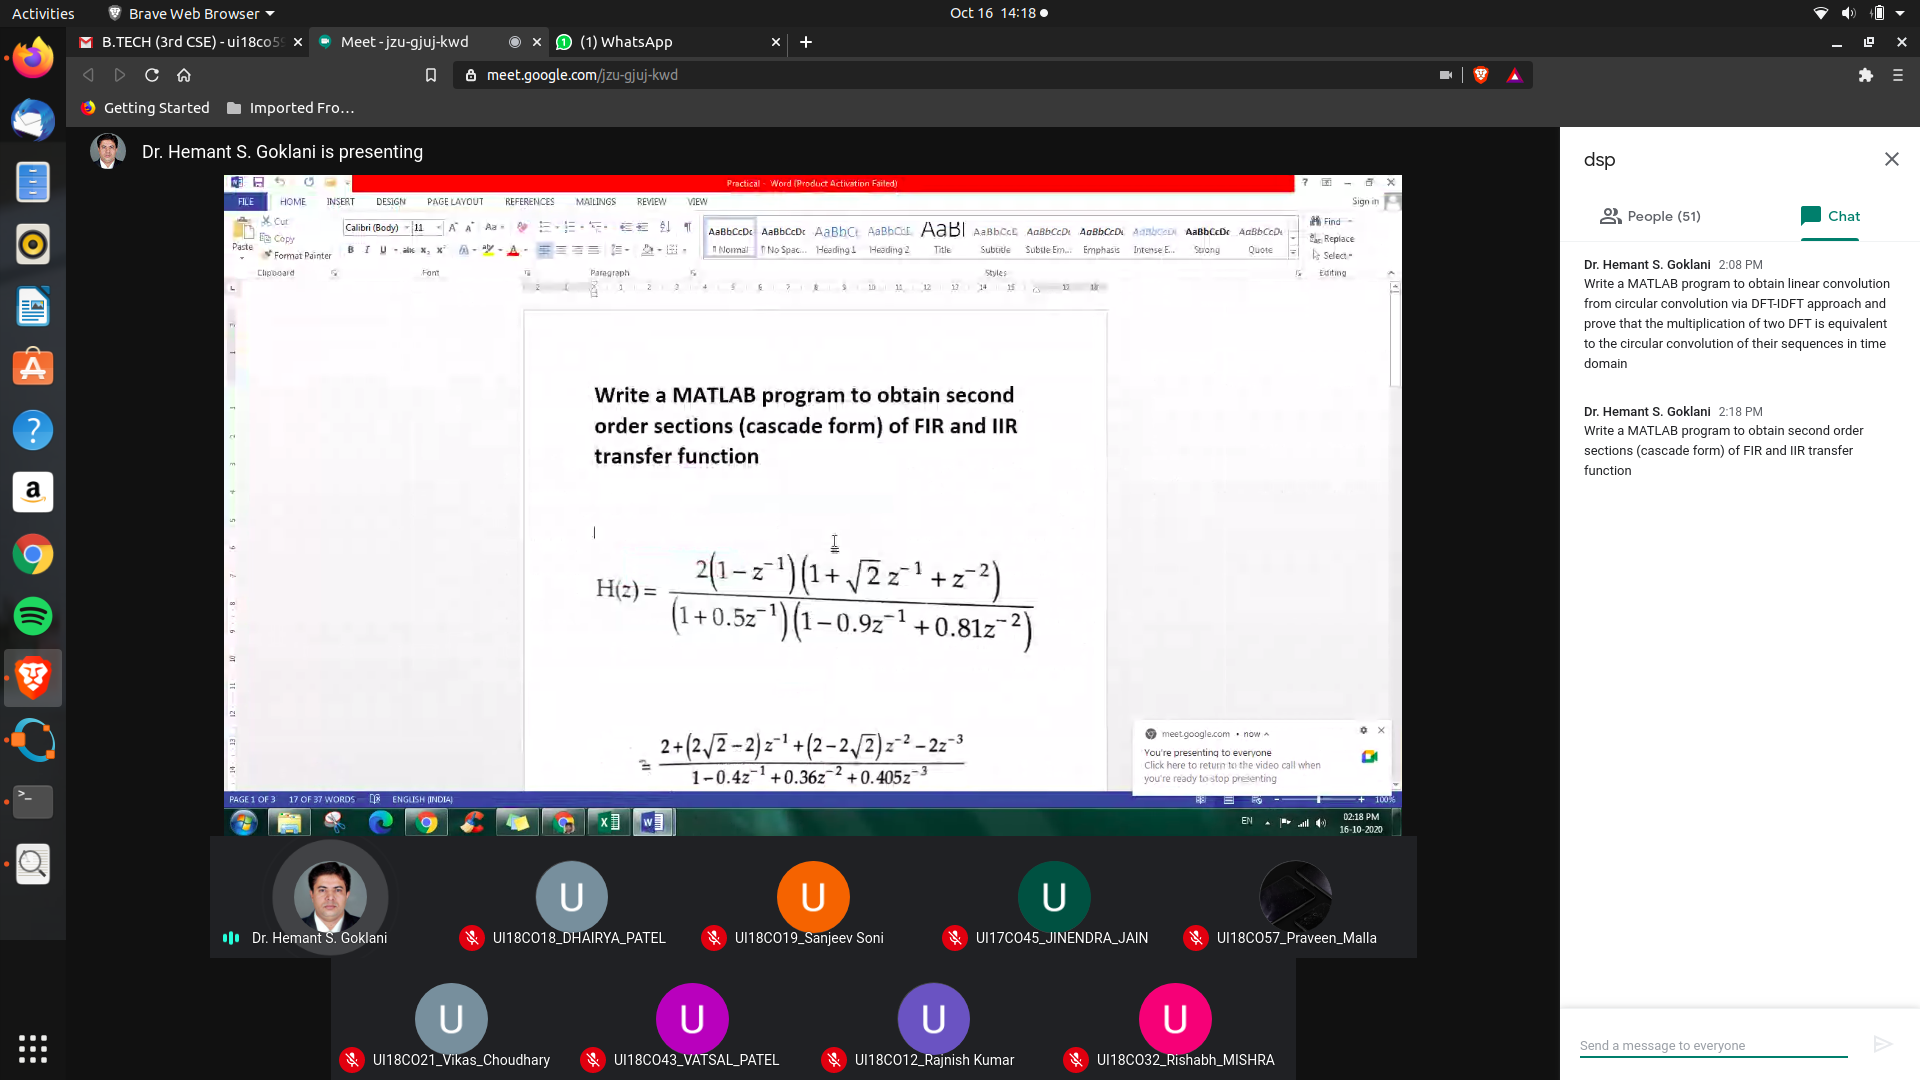 Activities
Brave Web Browser
Oct 16 14:18
B.TECH (3rd CSE) - ui18co5
Meet - jzu-gjuj-kwd
(1) WhatsApp
meet.google.com/jzu-gjuj-kwd
Getting Started
Imported Fro…
Dr. Hemant S. Goklani is presenting
Practical - Word (Product Activation Failed)
FILE HOME INSERT DESIGN PAGE LAYOUT REFERENCES MAILINGS REVIEW VIEW
Sign in
Paste
Cut
Copy
Format Painter
Calibri (Body) 11
AaBbCcDc AaBbCcDc AaBbCc AaBbCcE AaBl AaBbCcE AaBbCcDc AaBbCcDc AaBbCcDc AaBbCcDc AaBbCcDc
¶ Normal ¶ No Spac... Heading 1 Heading 2 Title Subtitle Subtle Em... Emphasis Intense E... Strong Quote
Find
Replace
Select
Clipboard Font Paragraph Styles Editing
Write a MATLAB program to obtain second
order sections (cascade form) of FIR and IIR
transfer function
H(z) = 2(1 − z⁻¹)(1 + √2 z⁻¹ + z⁻²)
(1 + 0.5z⁻¹)(1 − 0.9z⁻¹ + 0.81z⁻²)
= 2 + (2√2 − 2) z⁻¹ + (2 − 2√2) z⁻² − 2z⁻³
1 − 0.4z⁻¹ + 0.36z⁻² + 0.405z⁻³
meet.google.com • now
You're presenting to everyone
Click here to return to the video call when
you're ready to stop presenting
PAGE 1 OF 3 17 OF 37 WORDS ENGLISH (INDIA)
100%
EN
02:18 PM
16-10-2020
Dr. Hemant S. Goklani
U
UI18CO18_DHAIRYA_PATEL
U
UI18CO19_Sanjeev Soni
U
UI17CO45_JINENDRA_JAIN
UI18CO57_Praveen_Malla
U
UI18CO21_Vikas_Choudhary
U
UI18CO43_VATSAL_PATEL
U
UI18CO12_Rajnish Kumar
U
UI18CO32_Rishabh_MISHRA
dsp
People (51)
Chat
Dr. Hemant S. Goklani 2:08 PM
Write a MATLAB program to obtain linear convolution
from circular convolution via DFT-IDFT approach and
prove that the multiplication of two DFT is equivalent
to the circular convolution of their sequences in time
domain
Dr. Hemant S. Goklani 2:18 PM
Write a MATLAB program to obtain second order
sections (cascade form) of FIR and IIR transfer
function
Send a message to everyone